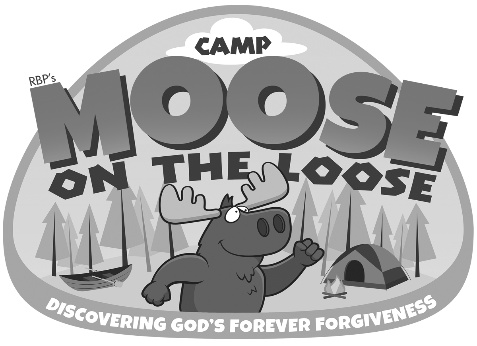 CAMP
RBP's
MOOSE
ON THE LOOSE
DISCOVERING GOD'S FOREVER FORGIVENESS